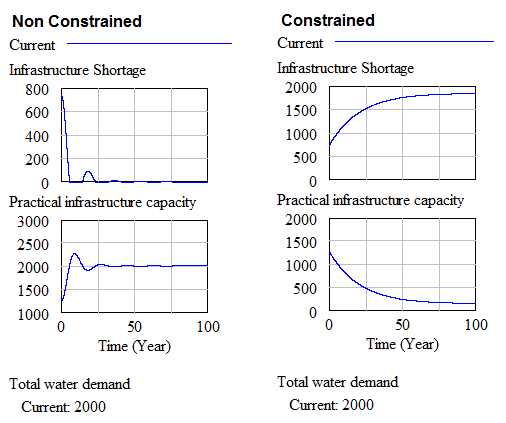 Non Constrained
Current
Infrastructure Shortage
800
600
400
200
0
Practical infrastructure capacity
3000
2500
2000
1500
1000
0 50 100
Time (Year)
Total water demand
Current: 2000
Constrained
Current
Infrastructure Shortage
2000
1500
1000
500
0
Practical infrastructure capacity
2000
1500
1000
500
0
0 50 100
Time (Year)
Total water demand
Current: 2000